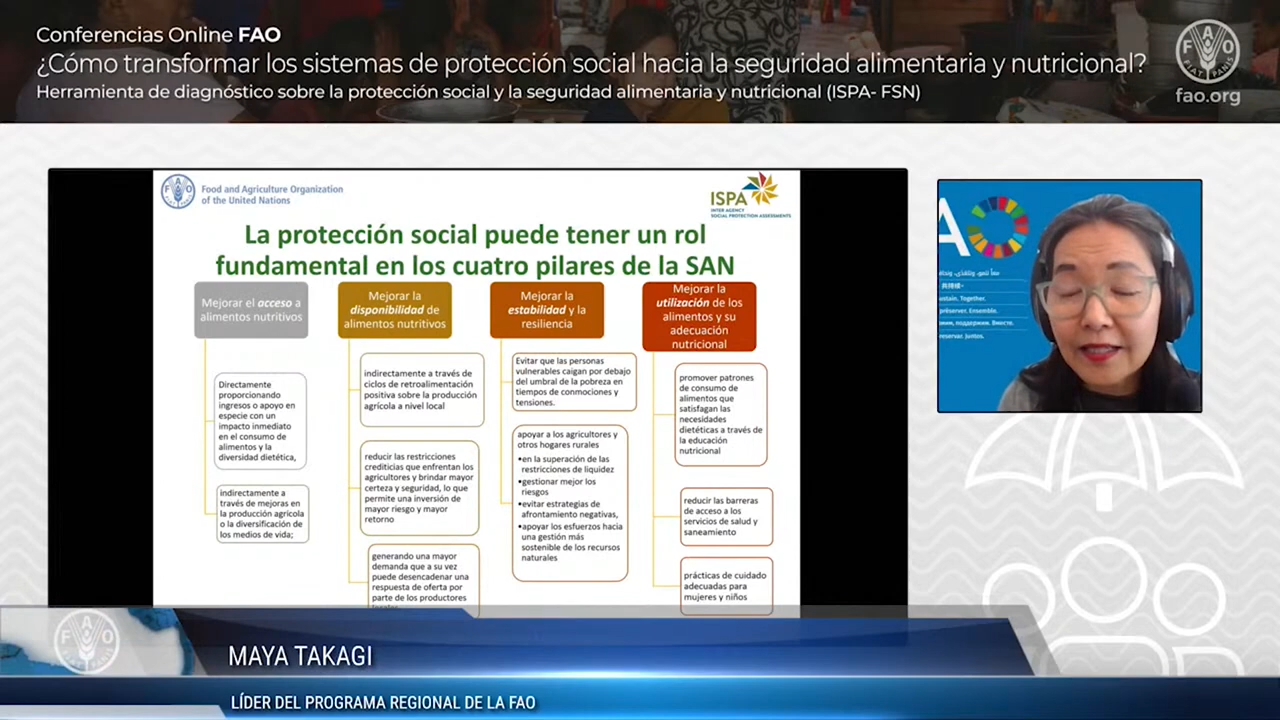 Conferencias Online FAO
¿Cómo transformar los sistemas de protección social hacia la seguridad alimentaria y nutricional?
Herramienta de diagnóstico sobre la protección social y la seguridad alimentaria y nutricional (ISPA- FSN)
FAO
FIAT PANIS
fao.org
Food and Agriculture Organization
of the United Nations
ISPA
INTER AGENCY
SOCIAL PROTECTION ASSESSMENTS
La protección social puede tener un rol
fundamental en los cuatro pilares de la SAN
Mejorar el acceso a
alimentos nutritivos
Directamente
proporcionando
ingresos o apoyo en
especie con un
impacto inmediato
en el consumo de
alimentos y la
diversidad dietética,
indirectamente a
través de mejoras en
la producción agrícola
o la diversificación de
los medios de vida;
Mejorar la
disponibilidad de
alimentos nutritivos
indirectamente a través de
ciclos de retroalimentación
positiva sobre la producción
agrícola a nivel local
reducir las restricciones
crediticias que enfrentan los
agricultores y brindar mayor
certeza y seguridad, lo que
permite una inversión de
mayor riesgo y mayor
retorno
generando una mayor
demanda que a su vez
puede desencadenar una
respuesta de oferta por
parte de los productores
Mejorar la
estabilidad y la
resiliencia
Evitar que las personas
vulnerables caigan por debajo
del umbral de la pobreza en
tiempos de conmociones y
tensiones.
apoyar a los agricultores y
otros hogares rurales
•en la superación de las
restricciones de liquidez
•gestionar mejor los
riesgos
•evitar estrategias de
afrontamiento negativas,
•apoyar los esfuerzos hacia
una gestión más
sostenible de los recursos
naturales
Mejorar la
utilización de los
alimentos y su
adecuación
nutricional
promover patrones
de consumo de
alimentos que
satisfagan las
necesidades
dietéticas a través de
la educación
nutricional
reducir las barreras
de acceso a los
servicios de salud y
saneamiento
prácticas de cuidado
adecuadas para
mujeres y niños
A
Together.
préserver. Ensemble.
поддержим. Вместе.
Juntos.
MAYA TAKAGI
LÍDER DEL PROGRAMA REGIONAL DE LA FAO